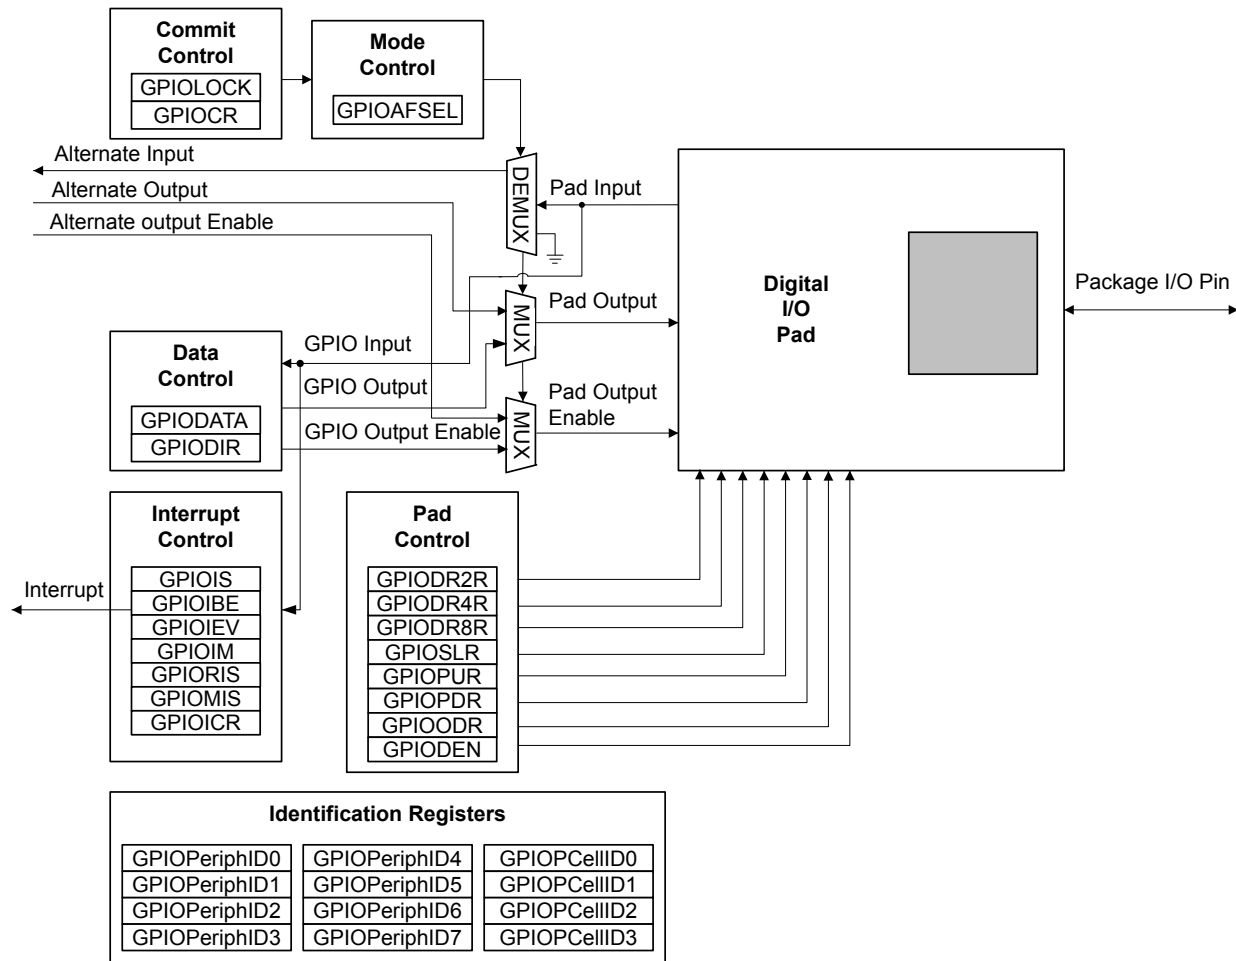 Commit
Control
GPIOLOCK
GPIOCR
Mode
Control
GPIOAFSEL
Alternate Input
Alternate Output
Alternate output Enable
DEMUX
Pad Input
MUX
Pad Output
MUX
Pad Output
Enable
Digital
I/O
Pad
Package I/O Pin
Data
Control
GPIODATA
GPIODIR
GPIO Input
GPIO Output
GPIO Output Enable
Interrupt
Control
GPIOIS
GPIOIBE
GPIOIEV
GPIOIM
GPIORIS
GPIOMIS
GPIOICR
Interrupt
Pad
Control
GPIODR2R
GPIODR4R
GPIODR8R
GPIOSLR
GPIOPUR
GPIOPDR
GPIOODR
GPIODEN
Identification Registers
GPIOPeriphID0
GPIOPeriphID1
GPIOPeriphID2
GPIOPeriphID3
GPIOPeriphID4
GPIOPeriphID5
GPIOPeriphID6
GPIOPeriphID7
GPIOPCellID0
GPIOPCellID1
GPIOPCellID2
GPIOPCellID3